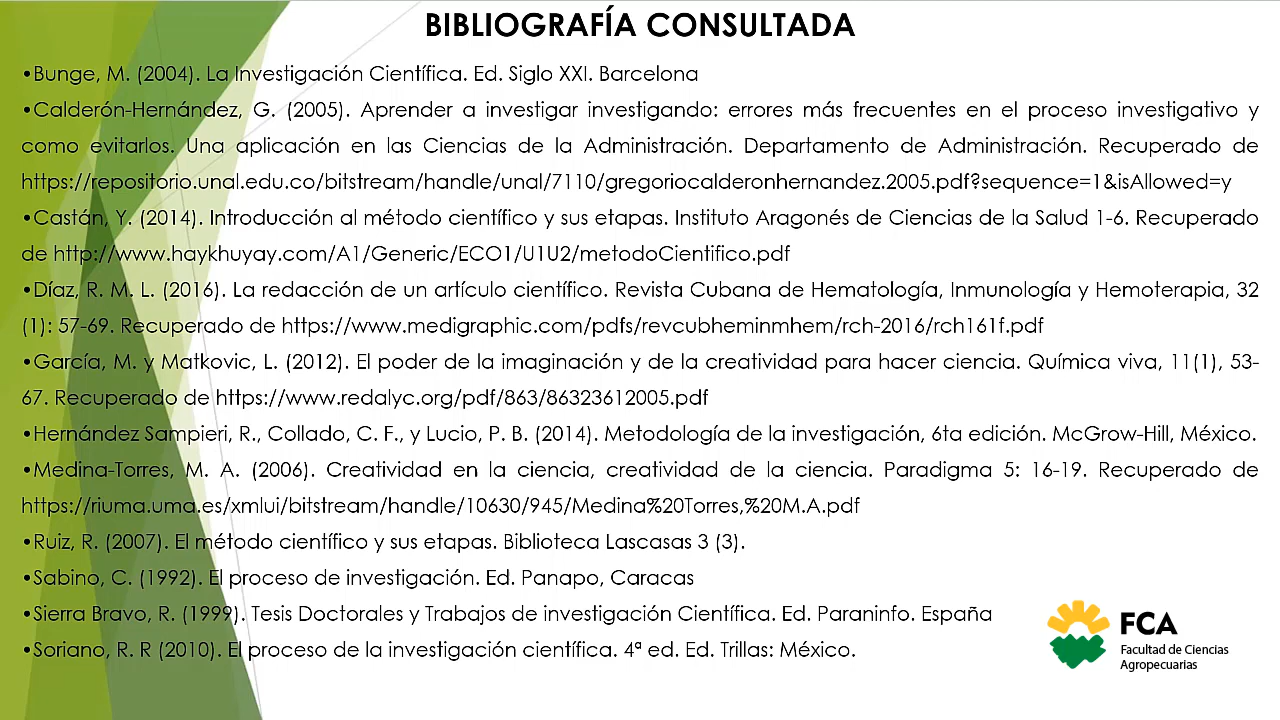 BIBLIOGRAFÍA CONSULTADA
•Bunge, M. (2004). La Investigación Científica. Ed. Siglo XXI. Barcelona
•Calderón-Hernández, G. (2005). Aprender a investigar investigando: errores más frecuentes en el proceso investigativo y
como evitarlos. Una aplicación en las Ciencias de la Administración. Departamento de Administración. Recuperado de
https://repositorio.unal.edu.co/bitstream/handle/unal/7110/gregoriocalderonhernandez.2005.pdf?sequence=1&isAllowed=y
•Castán, Y. (2014). Introducción al método científico y sus etapas. Instituto Aragonés de Ciencias de la Salud 1-6. Recuperado
de http://www.haykhuyay.com/A1/Generic/ECO1/U1U2/metodoCientifico.pdf
•Díaz, R. M. L. (2016). La redacción de un artículo científico. Revista Cubana de Hematología, Inmunología y Hemoterapia, 32
(1): 57-69. Recuperado de https://www.medigraphic.com/pdfs/revcubheminmhem/rch-2016/rch161f.pdf
•García, M. y Matkovic, L. (2012). El poder de la imaginación y de la creatividad para hacer ciencia. Química viva, 11(1), 53-
67. Recuperado de https://www.redalyc.org/pdf/863/86323612005.pdf
•Hernández Sampieri, R., Collado, C. F., y Lucio, P. B. (2014). Metodología de la investigación, 6ta edición. McGrow-Hill, México.
•Medina-Torres, M. A. (2006). Creatividad en la ciencia, creatividad de la ciencia. Paradigma 5: 16-19. Recuperado de
https://riuma.uma.es/xmlui/bitstream/handle/10630/945/Medina%20Torres,%20M.A.pdf
•Ruiz, R. (2007). El método científico y sus etapas. Biblioteca Lascasas 3 (3).
•Sabino, C. (1992). El proceso de investigación. Ed. Panapo, Caracas
•Sierra Bravo, R. (1999). Tesis Doctorales y Trabajos de investigación Científica. Ed. Paraninfo. España
•Soriano, R. R (2010). El proceso de la investigación científica. 4ª ed. Ed. Trillas: México.
FCA
Facultad de Ciencias
Agropecuarias